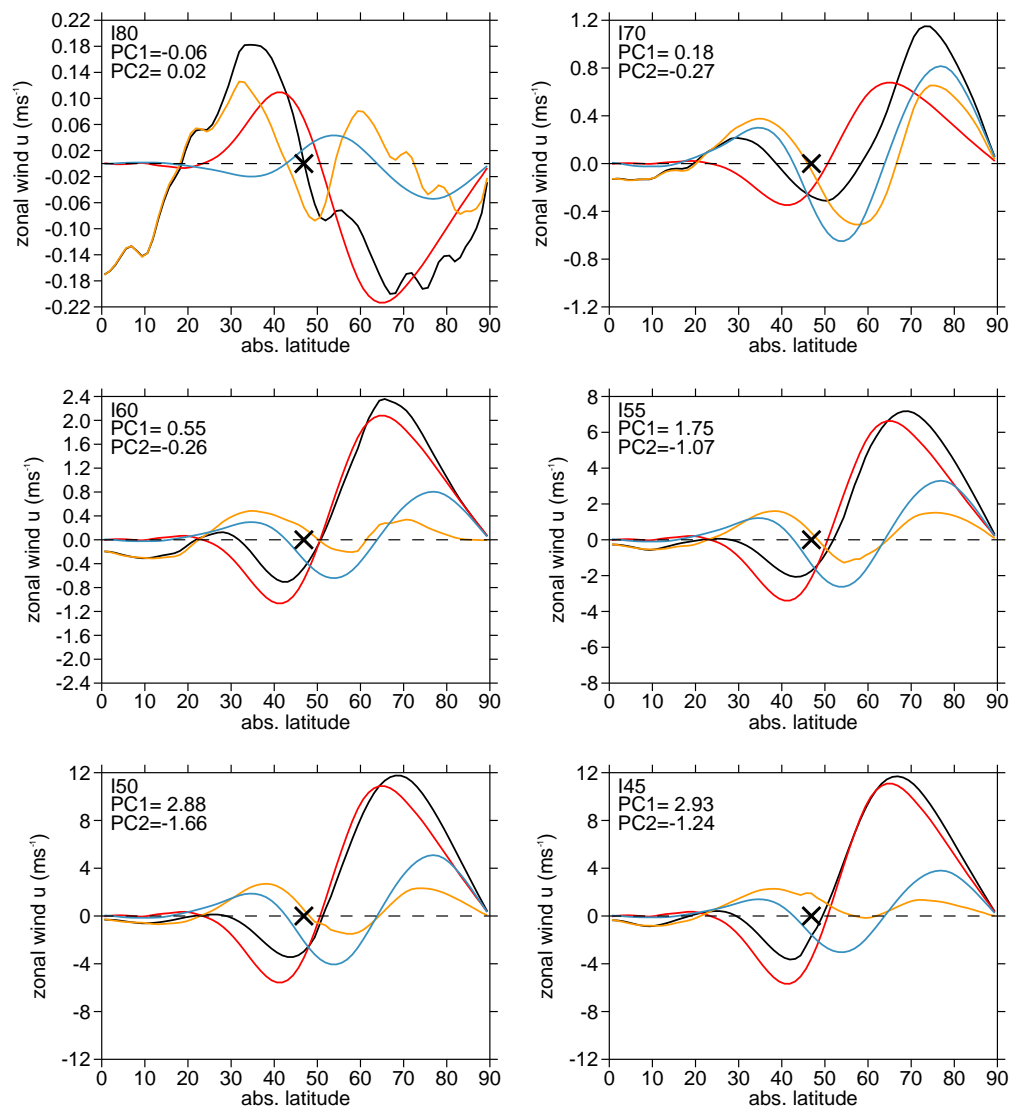 I80
PC1=-0.06
PC2= 0.02
zonal wind u (ms⁻¹)
0.22
0.18
0.14
0.10
0.06
0.02
-0.02
-0.06
-0.10
-0.14
-0.18
-0.22
0 10 20 30 40 50 60 70 80 90
abs. latitude
I70
PC1= 0.18
PC2=-0.27
zonal wind u (ms⁻¹)
1.2
0.8
0.4
0.0
-0.4
-0.8
-1.2
0 10 20 30 40 50 60 70 80 90
abs. latitude
I60
PC1= 0.55
PC2=-0.26
zonal wind u (ms⁻¹)
2.4
2.0
1.6
1.2
0.8
0.4
0.0
-0.4
-0.8
-1.2
-1.6
-2.0
-2.4
0 10 20 30 40 50 60 70 80 90
abs. latitude
I55
PC1= 1.75
PC2=-1.07
zonal wind u (ms⁻¹)
8
6
4
2
0
-2
-4
-6
-8
0 10 20 30 40 50 60 70 80 90
abs. latitude
I50
PC1= 2.88
PC2=-1.66
zonal wind u (ms⁻¹)
12
8
4
0
-4
-8
-12
0 10 20 30 40 50 60 70 80 90
abs. latitude
I45
PC1= 2.93
PC2=-1.24
zonal wind u (ms⁻¹)
12
8
4
0
-4
-8
-12
0 10 20 30 40 50 60 70 80 90
abs. latitude